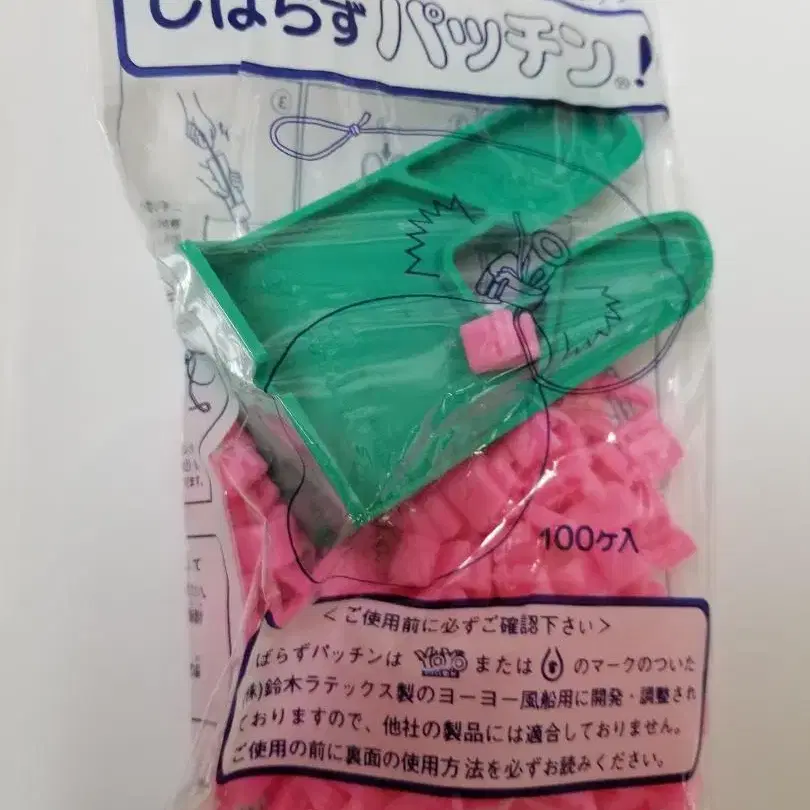 しばらずパッチン®!
③
100ヶ入
<ご使用前に必ずご確認下さい>
ばらずパッチンは YOYO または のマークのついた
(株)鈴木ラテックス製のヨーヨー風船用に開発・調整され
ておりますので、他社の製品には適合しておりません。
ご使用の前に裏面の使用方法を必ずお読みください。